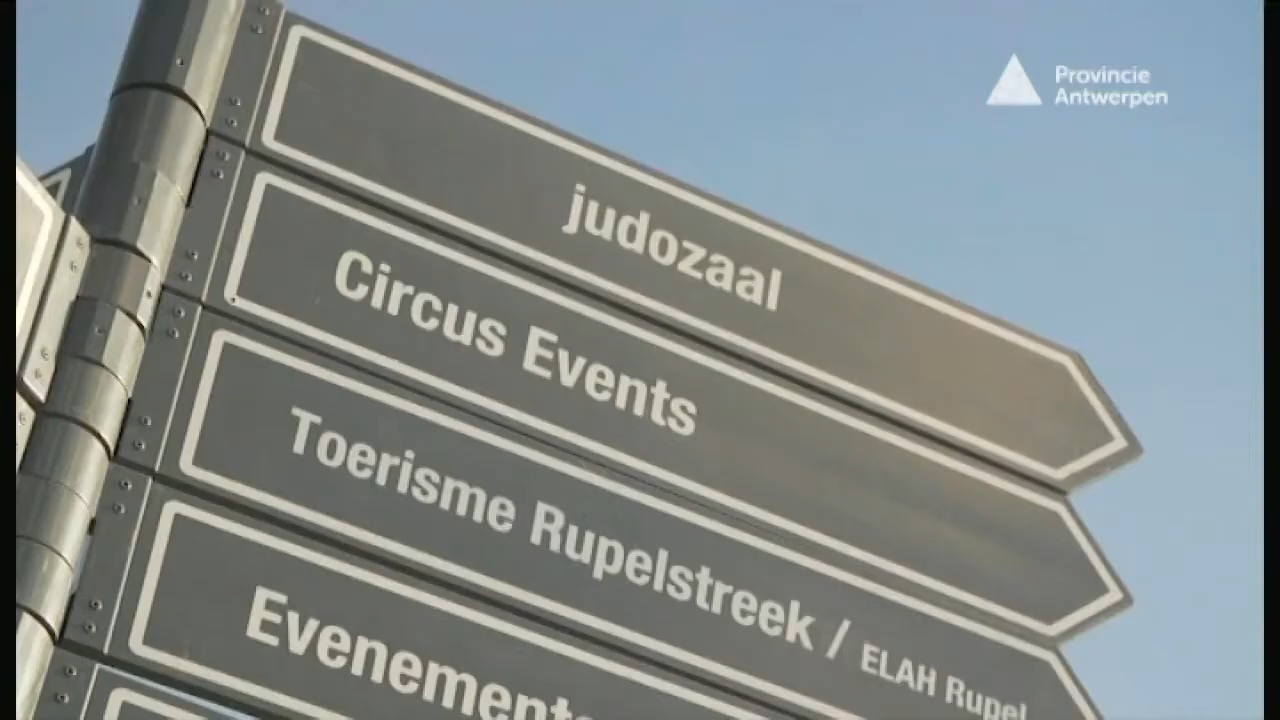 Provincie
Antwerpen
judozaal
Circus Events
Toerisme Rupelstreek / ELAH Rupel